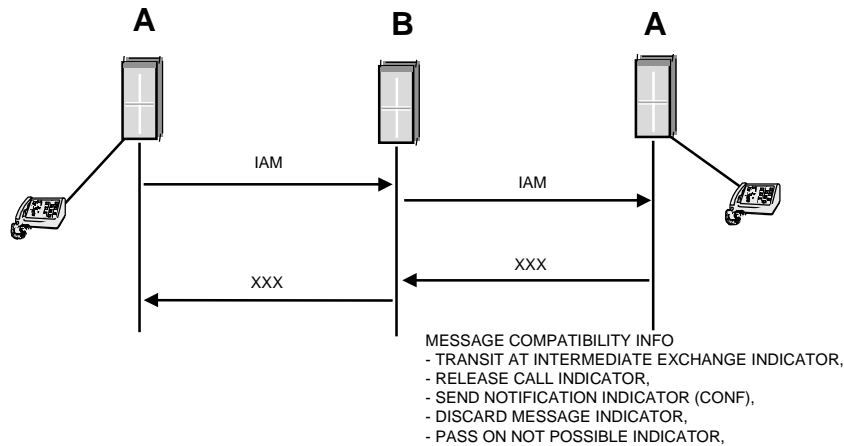 A B A
IAM
IAM
XXX
XXX
MESSAGE COMPATIBILITY INFO
- TRANSIT AT INTERMEDIATE EXCHANGE INDICATOR,
- RELEASE CALL INDICATOR,
- SEND NOTIFICATION INDICATOR (CONF),
- DISCARD MESSAGE INDICATOR,
- PASS ON NOT POSSIBLE INDICATOR,